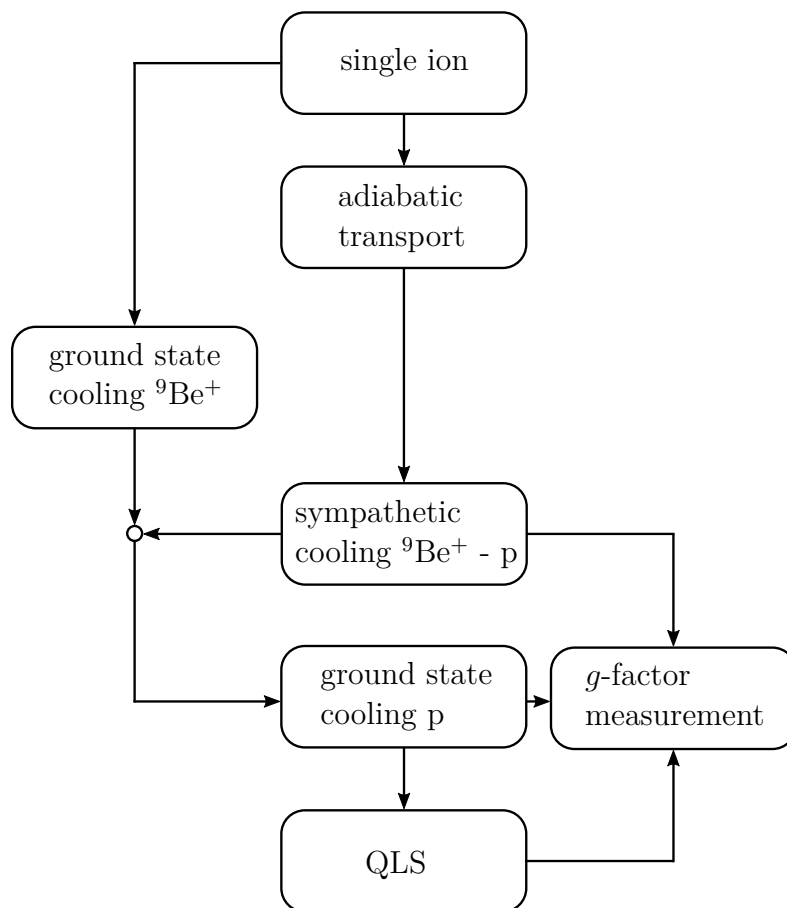 single ion
adiabatic
transport
ground state
cooling ⁹Be⁺
sympathetic
cooling ⁹Be⁺ - p
ground state
cooling p
g-factor
measurement
QLS